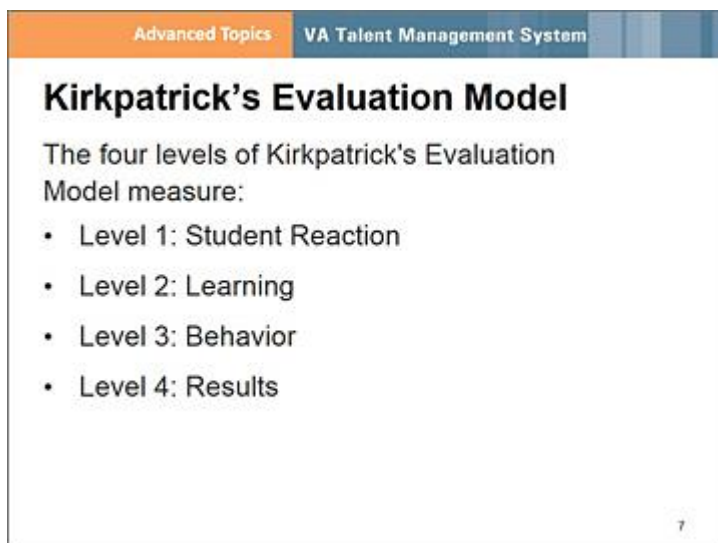 Advanced Topics VA Talent Management System
Kirkpatrick’s Evaluation Model
The four levels of Kirkpatrick's Evaluation
Model measure:
• Level 1: Student Reaction
• Level 2: Learning
• Level 3: Behavior
• Level 4: Results
7